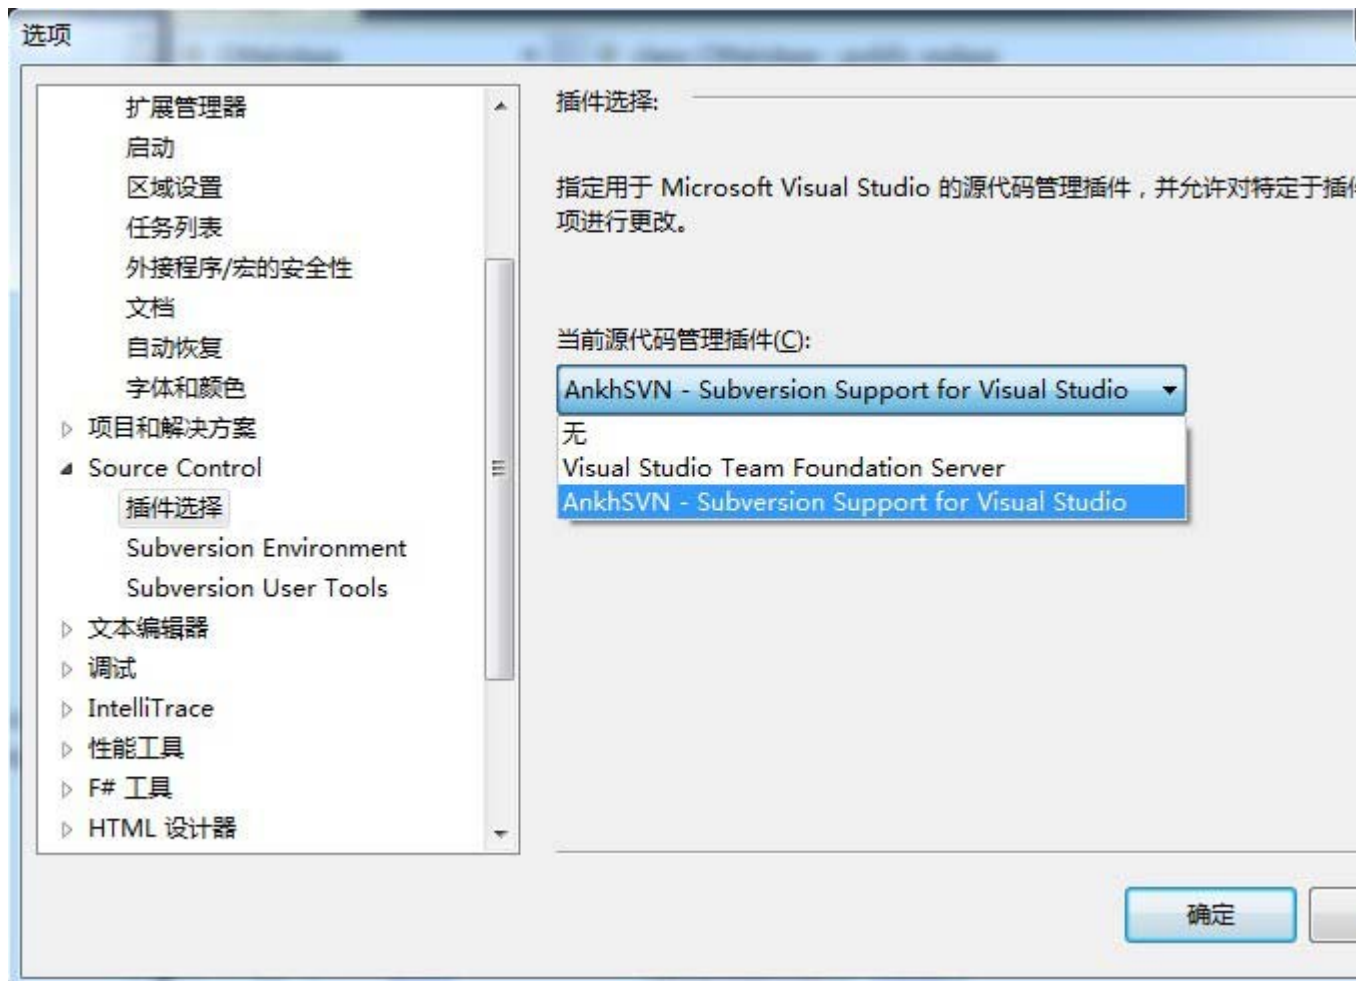 选项
扩展管理器
启动
区域设置
任务列表
外接程序/宏的安全性
文档
自动恢复
字体和颜色
项目和解决方案
Source Control
插件选择
Subversion Environment
Subversion User Tools
文本编辑器
调试
IntelliTrace
性能工具
F# 工具
HTML 设计器
插件选择:
指定用于 Microsoft Visual Studio 的源代码管理插件，并允许对特定于插件
项进行更改。
当前源代码管理插件(C):
AnkhSVN - Subversion Support for Visual Studio
无
Visual Studio Team Foundation Server
AnkhSVN - Subversion Support for Visual Studio
确定